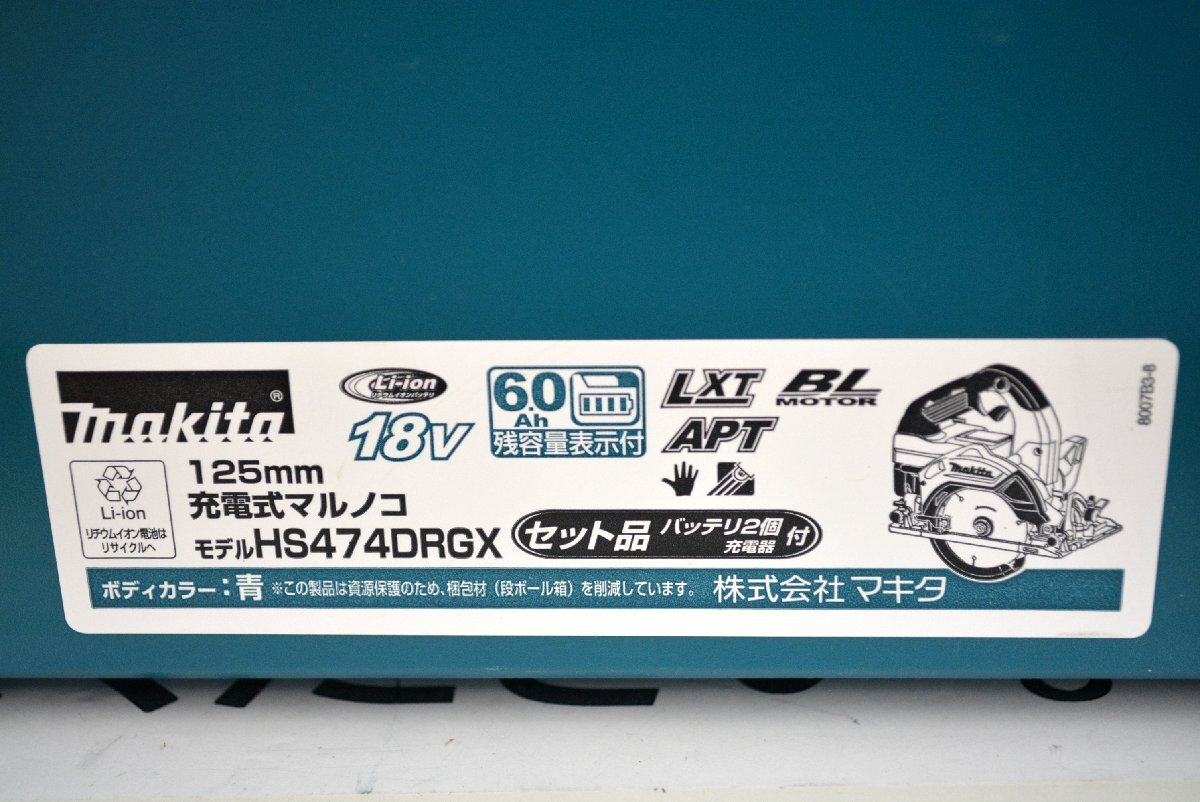 makita®
Li-ion
リチウムイオンバッテリ
18V
6.0Ah
残容量表示付
LXT
BL
MOTOR
APT
makita
8007B3-8
Li-ion
リチウムイオン電池は
リサイクルへ
125mm
充電式マルノコ
モデルHS474DRGX
セット品 バッテリ2個 充電器 付
ボディカラー:青 ※この製品は資源保護のため、梱包材(段ボール箱)を削減しています。 株式会社 マキタ